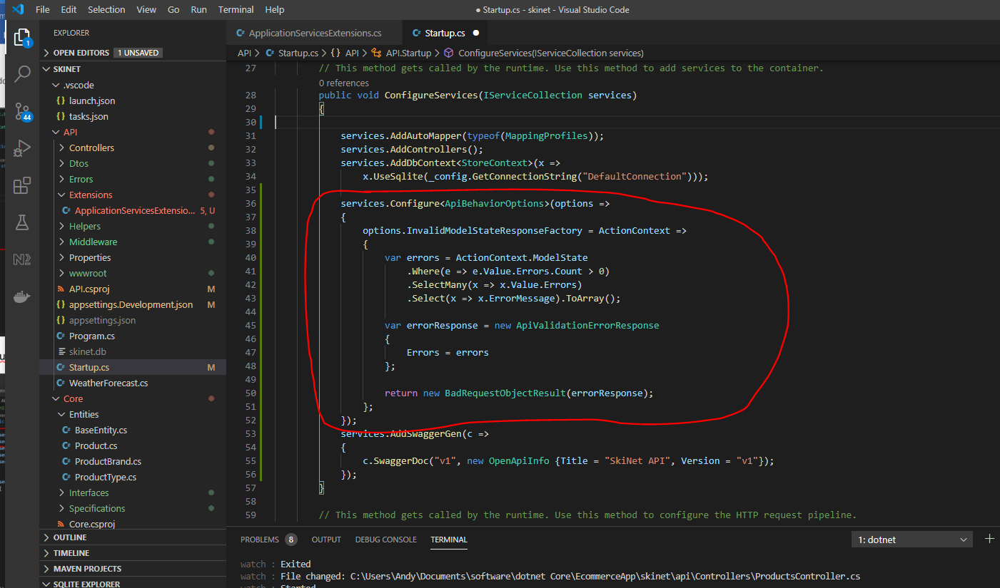 File Edit Selection View Go Run Terminal Help
● Startup.cs - skinet - Visual Studio Code
EXPLORER
OPEN EDITORS 1 UNSAVED
SKINET
.vscode
{} launch.json
{} tasks.json
API
Controllers
Dtos
Errors
Extensions
C# ApplicationServicesExtensio... 5, U
Helpers
Middleware
Properties
wwwroot
API.csproj M
{} appsettings.Development.json M
{} appsettings.json
C# Program.cs
skinet.db
C# Startup.cs M
C# WeatherForecast.cs
Core
Entities
C# BaseEntity.cs
C# Product.cs
C# ProductBrand.cs
C# ProductType.cs
Interfaces
Specifications
Core.csproj
OUTLINE
TIMELINE
MAVEN PROJECTS
SQLITE EXPLORER
1
44
C# ApplicationServicesExtensions.cs
C# Startup.cs ●
API > C# Startup.cs > {} API > API.Startup > ConfigureServices(IServiceCollection services)
27 // This method gets called by the runtime. Use this method to add services to the container.
0 references
28 public void ConfigureServices(IServiceCollection services)
29 {
30
31 services.AddAutoMapper(typeof(MappingProfiles));
32 services.AddControllers();
33 services.AddDbContext<StoreContext>(x =>
34 x.UseSqlite(_config.GetConnectionString("DefaultConnection")));
35
36 services.Configure<ApiBehaviorOptions>(options =>
37 {
38 options.InvalidModelStateResponseFactory = ActionContext =>
39 {
40 var errors = ActionContext.ModelState
41 .Where(e => e.Value.Errors.Count > 0)
42 .SelectMany(x => x.Value.Errors)
43 .Select(x => x.ErrorMessage).ToArray();
44
45 var errorResponse = new ApiValidationErrorResponse
46 {
47 Errors = errors
48 };
49
50 return new BadRequestObjectResult(errorResponse);
51 };
52 });
53 services.AddSwaggerGen(c =>
54 {
55 c.SwaggerDoc("v1", new OpenApiInfo {Title = "SkiNet API", Version = "v1"});
56 });
57 }
58
59 // This method gets called by the runtime. Use this method to configure the HTTP request pipeline.
PROBLEMS 8 OUTPUT DEBUG CONSOLE TERMINAL
1: dotnet
watch : Exited
watch : File changed: C:\Users\Andy\Documents\software\dotnet Core\EcommerceApp\skinet\api\Controllers\ProductsController.cs
watch : Started